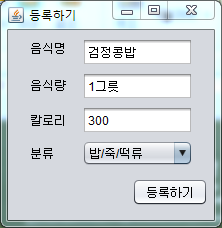 등록하기
음식명 검정콩밥
음식량 1그릇
칼로리 300
분류 밥/죽/떡류
등록하기